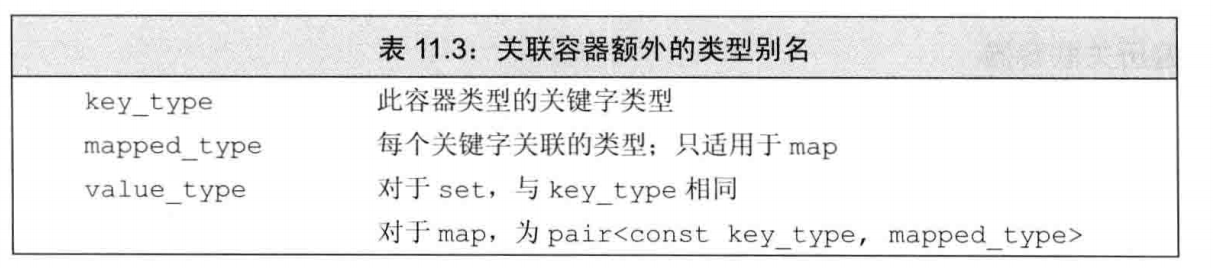 表 11.3：关联容器额外的类型别名
key_type 此容器类型的关键字类型
mapped_type 每个关键字关联的类型；只适用于 map
value_type 对于 set，与 key_type 相同
对于 map，为 pair<const key_type, mapped_type>